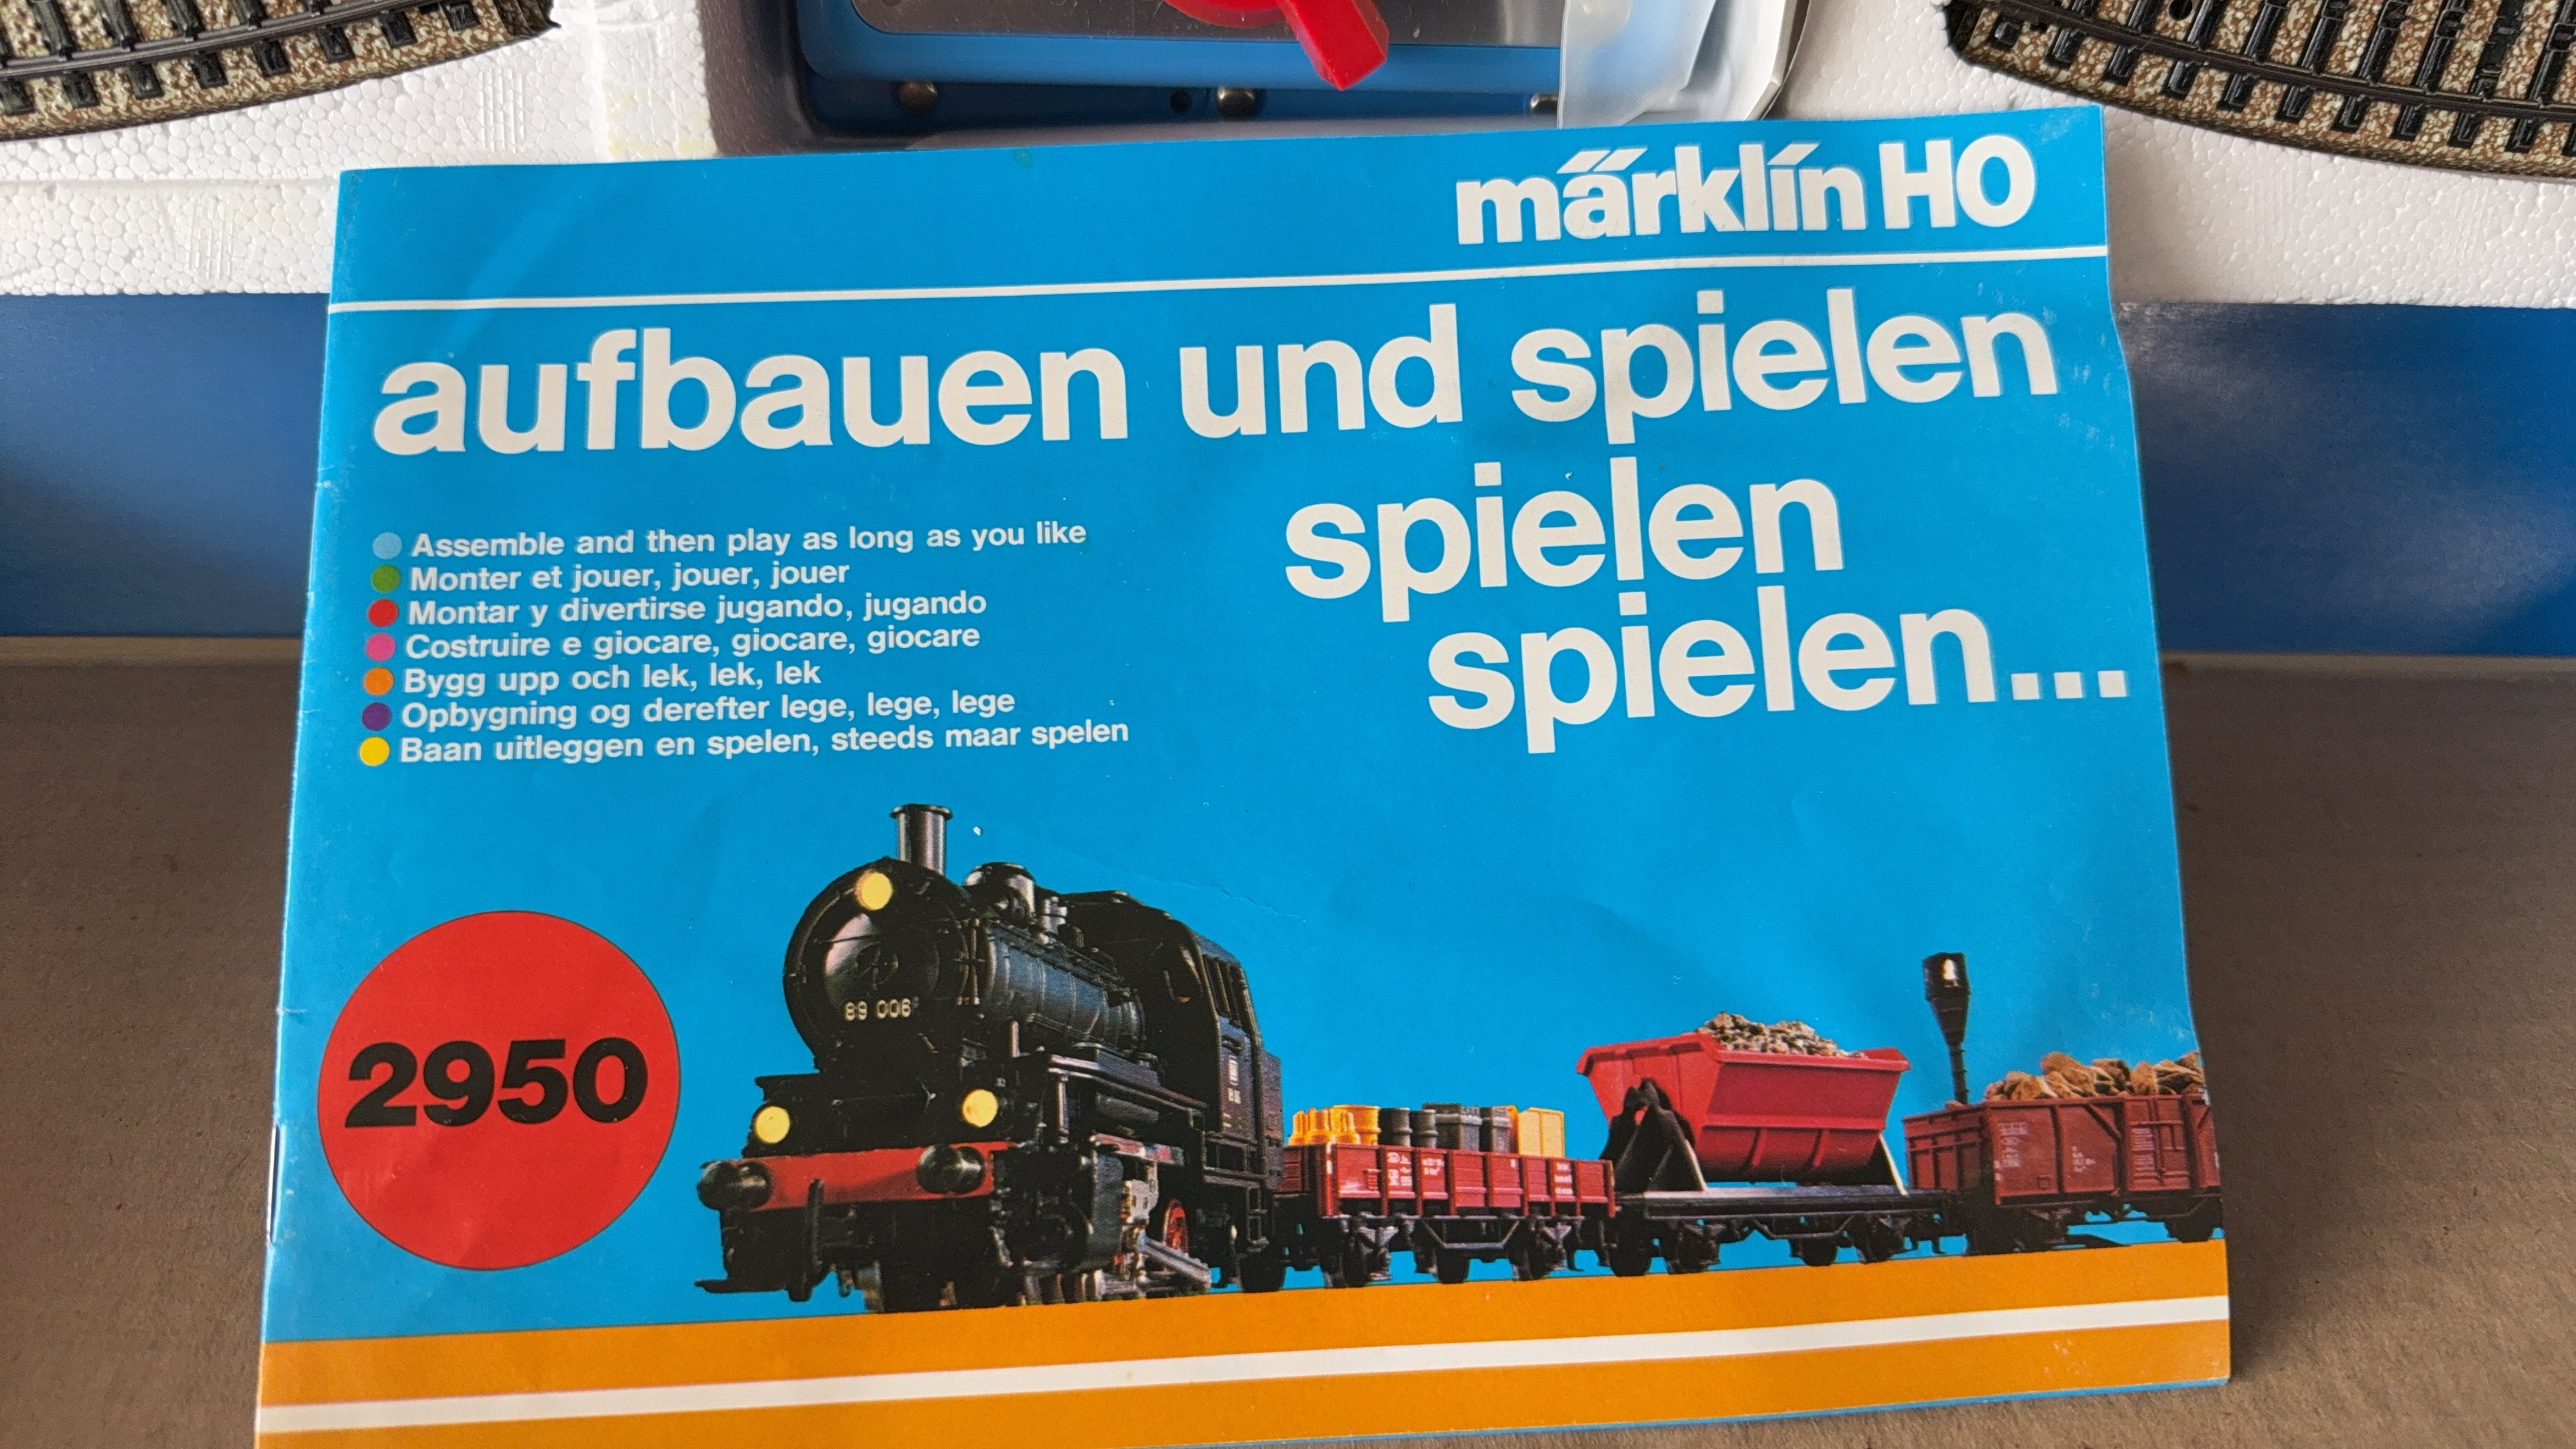 märklin HO
aufbauen und spielen
spielen
spielen...
Assemble and then play as long as you like
Monter et jouer, jouer, jouer
Montar y divertirse jugando, jugando
Costruire e giocare, giocare, giocare
Bygg upp och lek, lek, lek
Opbygning og derefter lege, lege, lege
Baan uitleggen en spelen, steeds maar spelen
2950
89 006